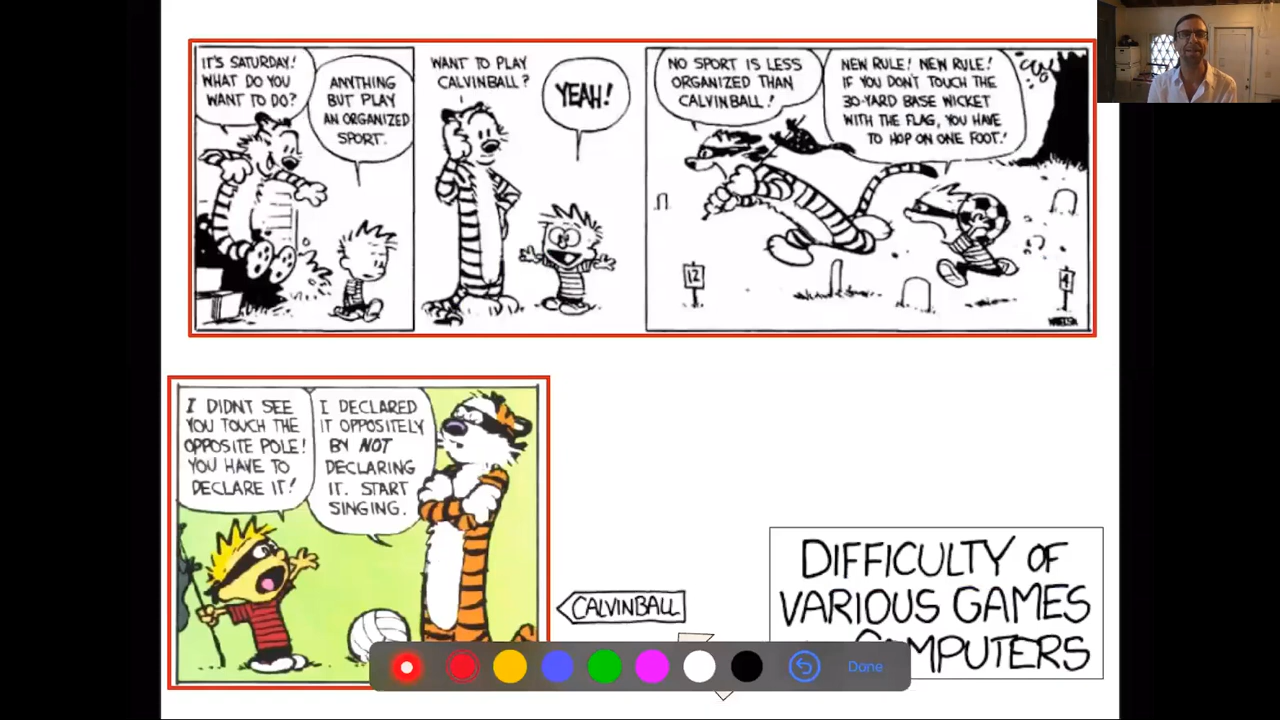 IT'S SATURDAY!
WHAT DO YOU
WANT TO DO?
ANYTHING
BUT PLAY
AN ORGANIZED
SPORT.
WANT TO PLAY
CALVINBALL?
YEAH!
NO SPORT IS LESS
ORGANIZED THAN
CALVINBALL!
NEW RULE! NEW RULE!
IF YOU DON'T TOUCH THE
30-YARD BASE WICKET
WITH THE FLAG, YOU HAVE
TO HOP ON ONE FOOT!
12
4
I DIDNT SEE
YOU TOUCH THE
OPPOSITE POLE!
YOU HAVE TO
DECLARE IT!
I DECLARED
IT OPPOSITELY
BY NOT
DECLARING
IT. START
SINGING.
CALVINBALL
DIFFICULTY OF
VARIOUS GAMES
Done